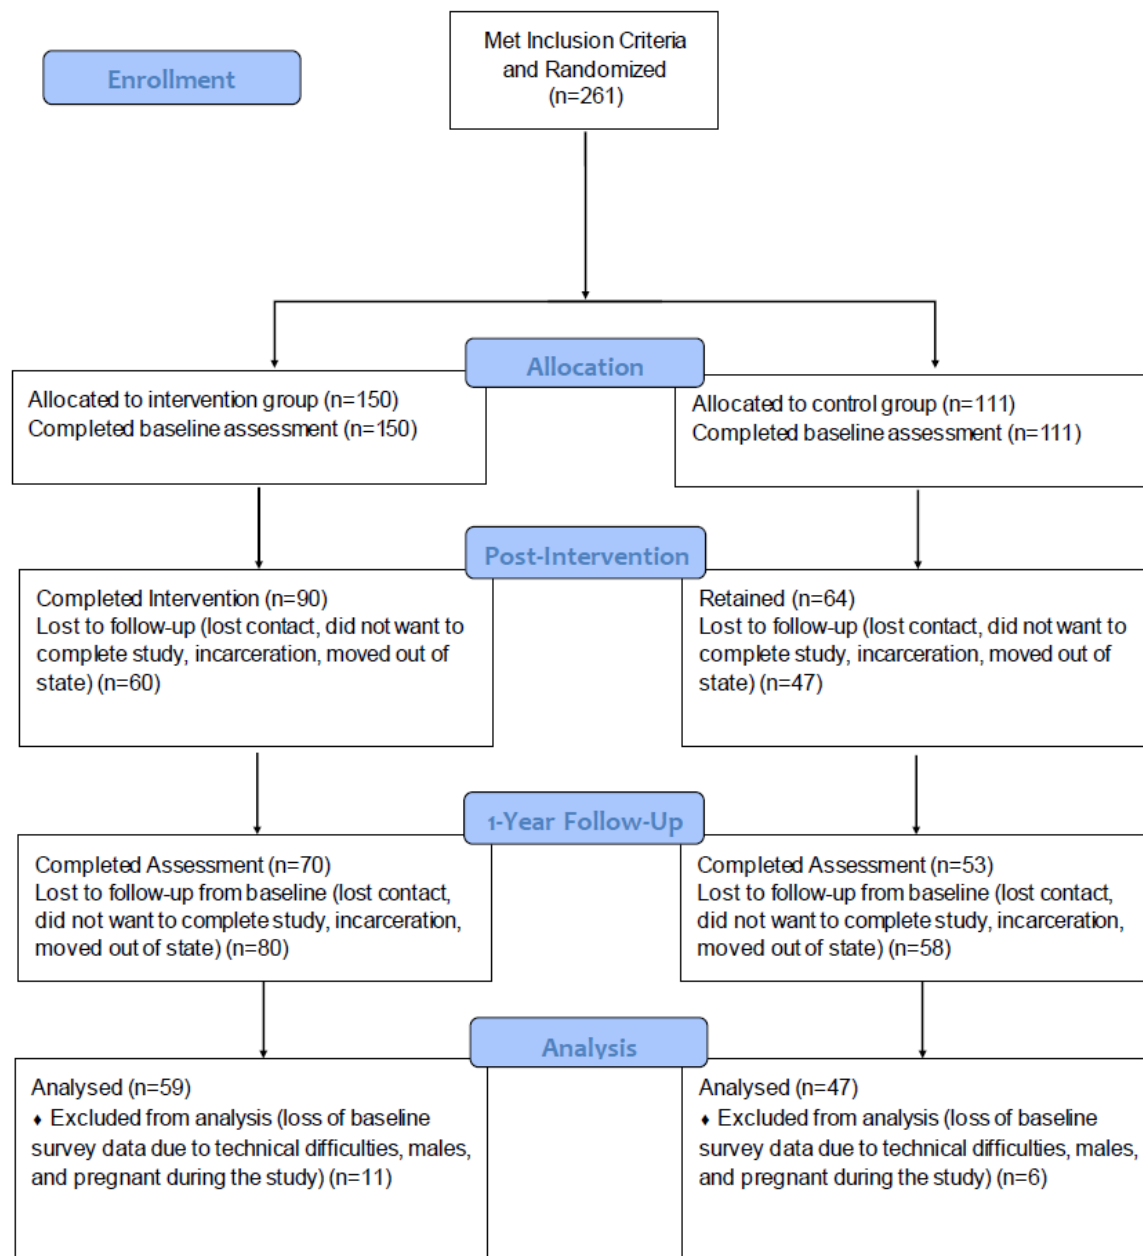 Enrollment
Met Inclusion Criteria
and Randomized
(n=261)
Allocation
Allocated to intervention group (n=150)
Completed baseline assessment (n=150)
Allocated to control group (n=111)
Completed baseline assessment (n=111)
Post-Intervention
Completed Intervention (n=90)
Lost to follow-up (lost contact, did not want to
complete study, incarceration, moved out of
state) (n=60)
Retained (n=64)
Lost to follow-up (lost contact, did not want to
complete study, incarceration, moved out of
state) (n=47)
1-Year Follow-Up
Completed Assessment (n=70)
Lost to follow-up from baseline (lost contact,
did not want to complete study, incarceration,
moved out of state) (n=80)
Completed Assessment (n=53)
Lost to follow-up from baseline (lost contact,
did not want to complete study, incarceration,
moved out of state) (n=58)
Analysis
Analysed (n=59)
♦ Excluded from analysis (loss of baseline
survey data due to technical difficulties, males,
and pregnant during the study) (n=11)
Analysed (n=47)
♦ Excluded from analysis (loss of baseline
survey data due to technical difficulties, males,
and pregnant during the study) (n=6)